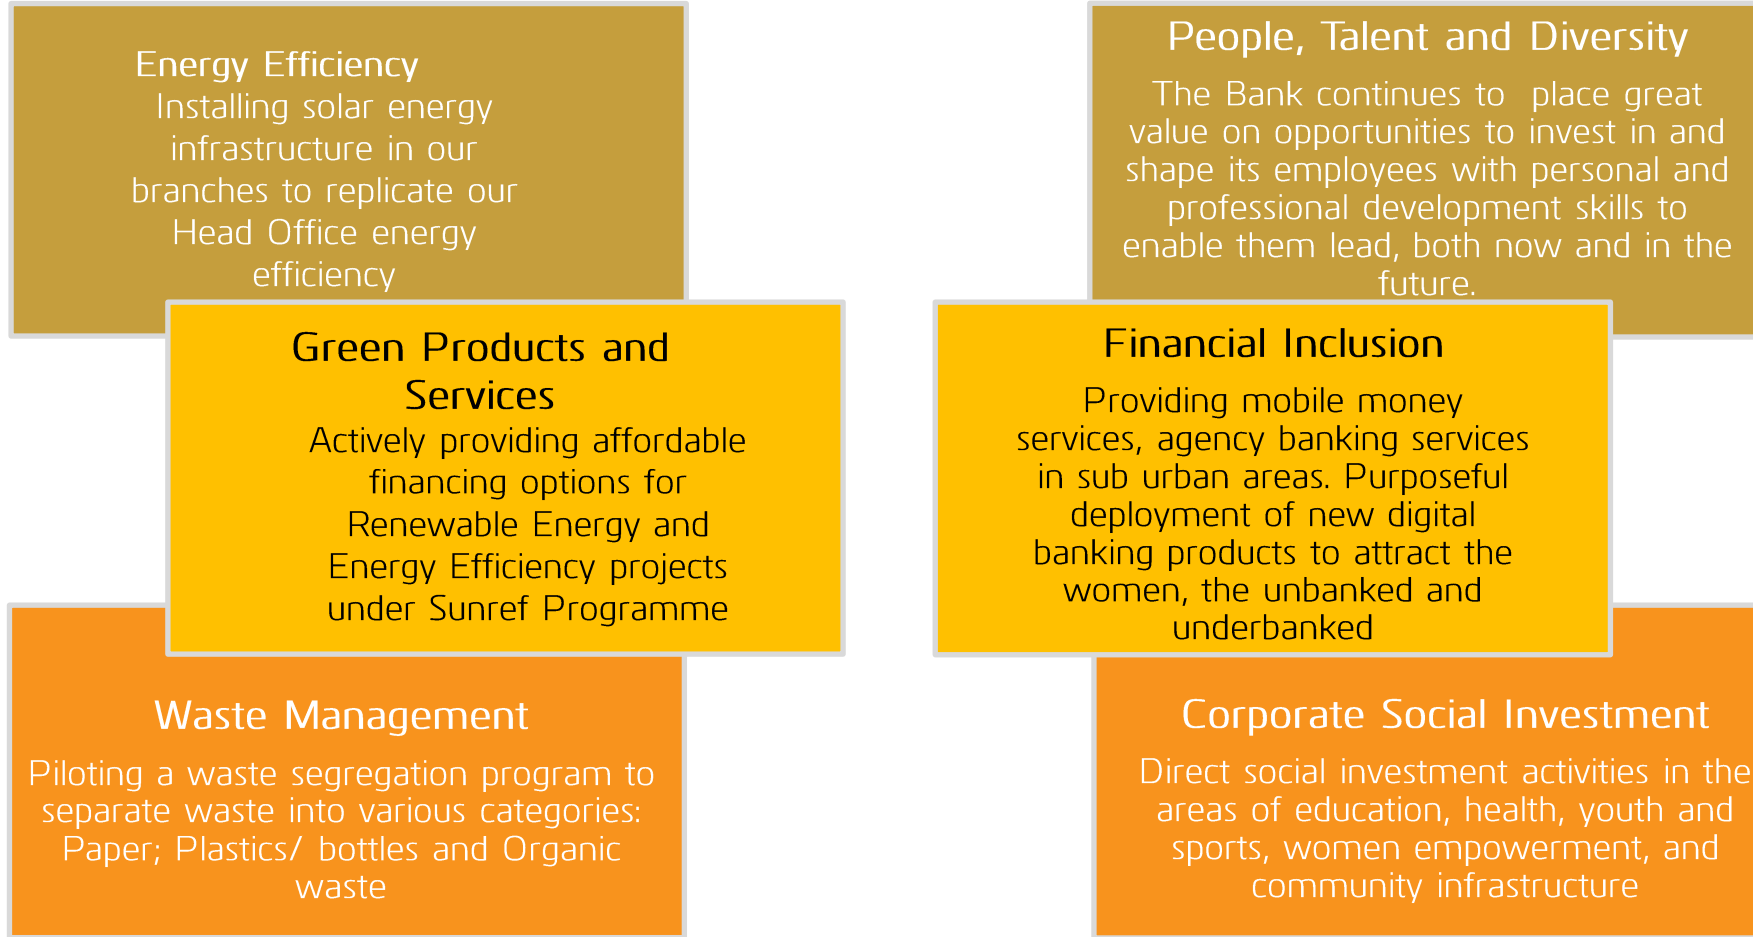 Energy Efficiency
Installing solar energy
infrastructure in our
branches to replicate our
Head Office energy
efficiency
Green Products and
Services
Actively providing affordable
financing options for
Renewable Energy and
Energy Efficiency projects
under Sunref Programme
Waste Management
Piloting a waste segregation program to
separate waste into various categories:
Paper; Plastics/ bottles and Organic
waste
People, Talent and Diversity
The Bank continues to  place great
value on opportunities to invest in and
shape its employees with personal and
professional development skills to
enable them lead, both now and in the
future.
Financial Inclusion
Providing mobile money
services, agency banking services
in sub urban areas. Purposeful
deployment of new digital
banking products to attract the
women, the unbanked and
underbanked
Corporate Social Investment
Direct social investment activities in the
areas of education, health, youth and
sports, women empowerment, and
community infrastructure